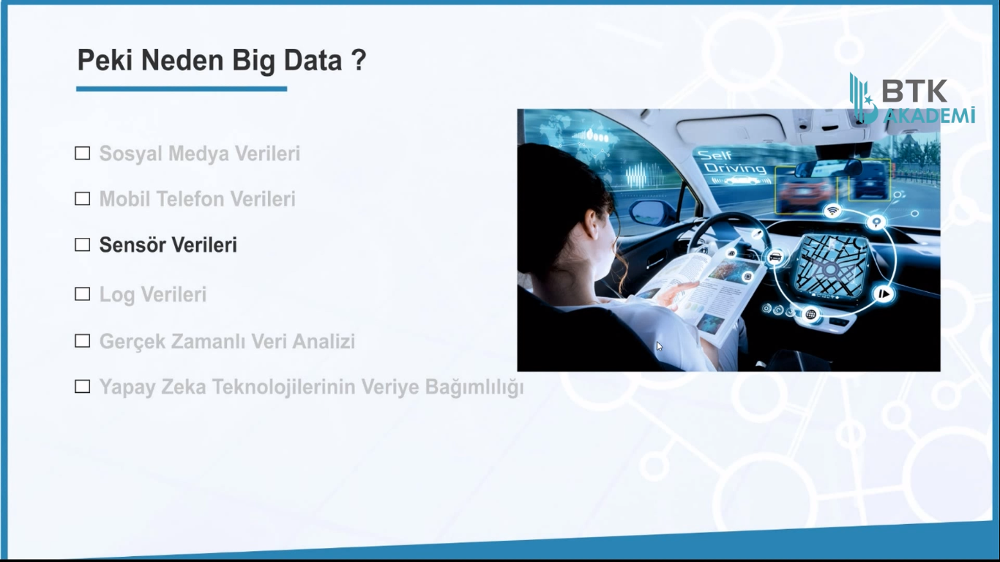 Peki Neden Big Data ?
BTK
AKADEMİ
Sosyal Medya Verileri
Mobil Telefon Verileri
Sensör Verileri
Log Verileri
Gerçek Zamanlı Veri Analizi
Yapay Zeka Teknolojilerinin Veriye Bağımlılığı
Self
Driving